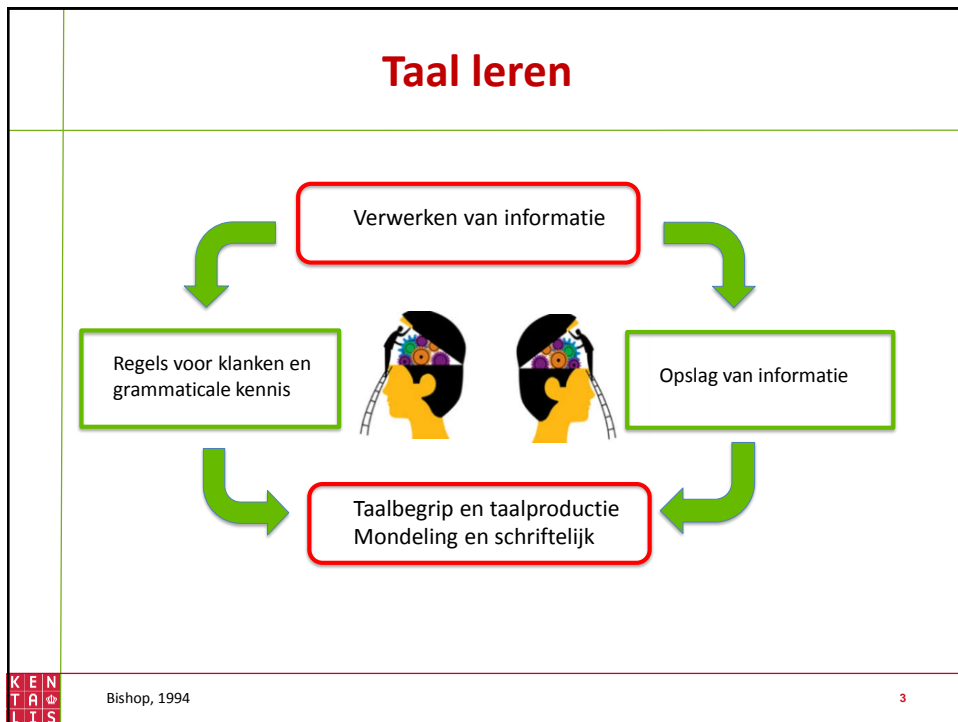 Taal leren
Verwerken van informatie
Regels voor klanken en
grammaticale kennis
Opslag van informatie
Taalbegrip en taalproductie
Mondeling en schriftelijk
K E N
T A
L I S
Bishop, 1994
3